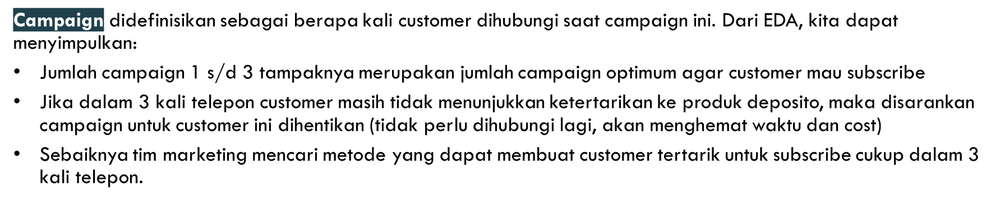 Campaign didefinisikan sebagai berapa kali customer dihubungi saat campaign ini. Dari EDA, kita dapat
menyimpulkan:
• Jumlah campaign 1 s/d 3 tampaknya merupakan jumlah campaign optimum agar customer mau subscribe
• Jika dalam 3 kali telepon customer masih tidak menunjukkan ketertarikan ke produk deposito, maka disarankan
campaign untuk customer ini dihentikan (tidak perlu dihubungi lagi, akan menghemat waktu dan cost)
• Sebaiknya tim marketing mencari metode yang dapat membuat customer tertarik untuk subscribe cukup dalam 3
kali telepon.